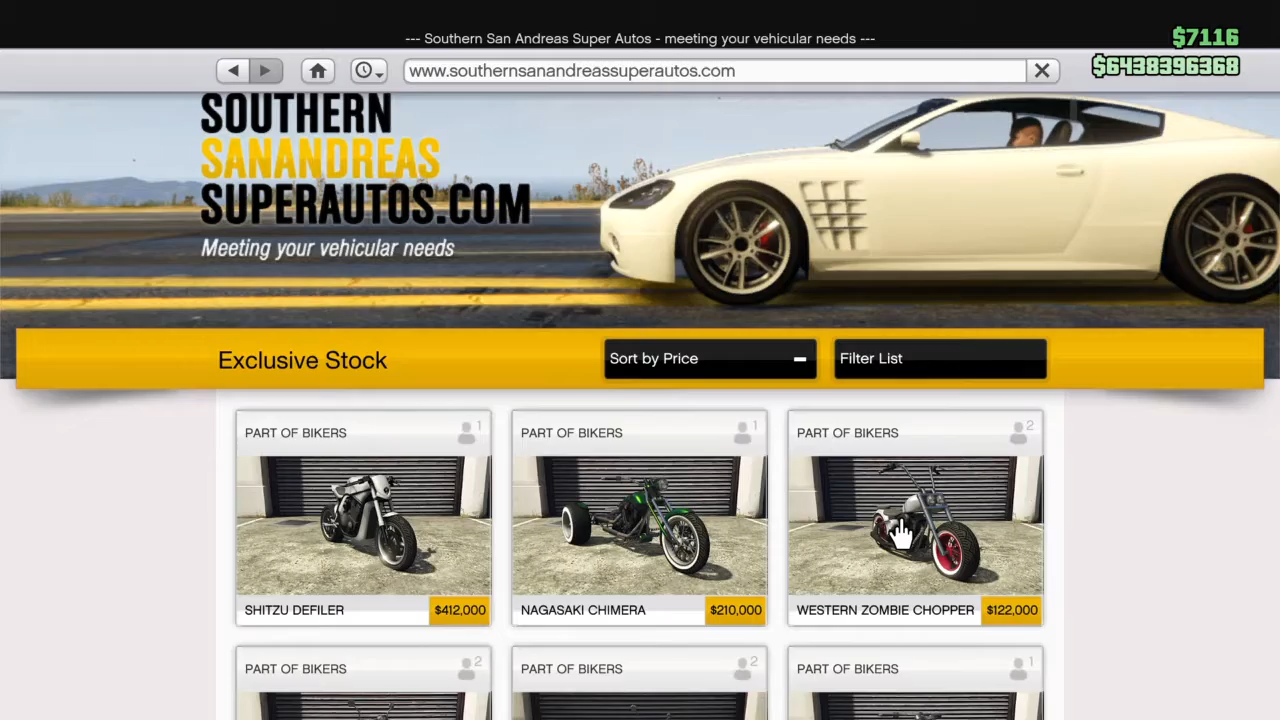 --- Southern San Andreas Super Autos - meeting your vehicular needs ---
$7116
www.southernsanandreassuperautos.com
$6438396368
SOUTHERN
SANANDREAS
SUPERAUTOS.COM
Meeting your vehicular needs
Exclusive Stock
Sort by Price
Filter List
PART OF BIKERS 1
PART OF BIKERS 1
PART OF BIKERS 2
SHITZU DEFILER $412,000
NAGASAKI CHIMERA $210,000
WESTERN ZOMBIE CHOPPER $122,000
PART OF BIKERS 2
PART OF BIKERS 2
PART OF BIKERS 1